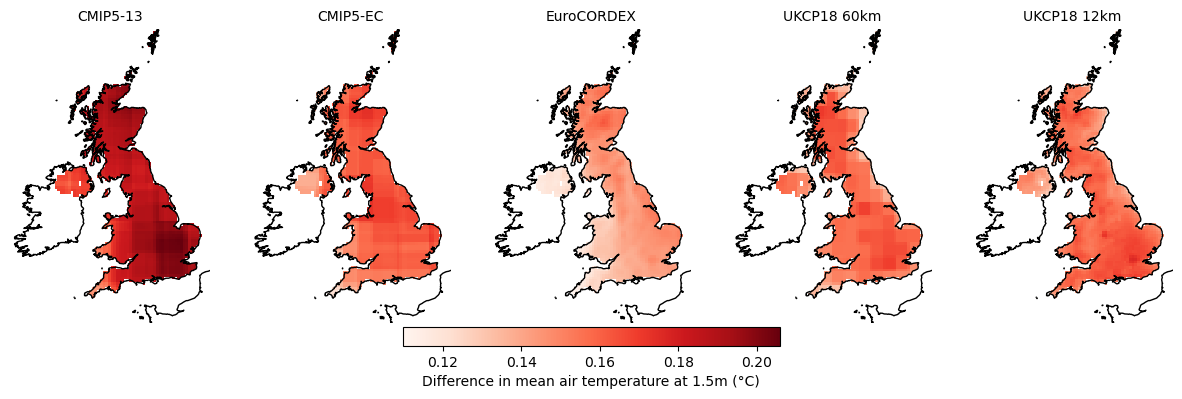 CMIP5-13
CMIP5-EC
EuroCORDEX
UKCP18 60km
UKCP18 12km
0.12
0.14
0.16
0.18
0.20
Difference in mean air temperature at 1.5m (°C)